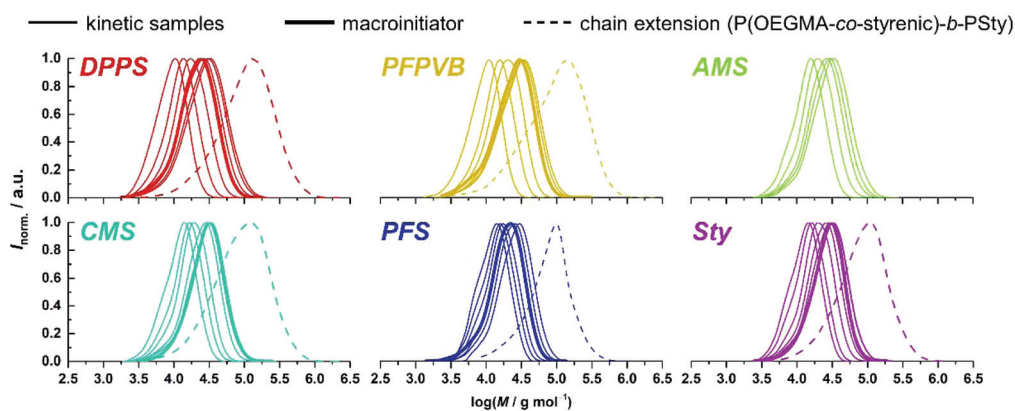 kinetic samples macroinitiator chain extension (P(OEGMA-co-styrenic)-b-PSty)
DPPS PFPVB AMS
1.0
0.8
0.6
0.4
0.2
0.0
CMS PFS Sty
1.0
0.8
0.6
0.4
0.2
0.0
Inorm. / a.u.
2.5 3.0 3.5 4.0 4.5 5.0 5.5 6.0 6.5 2.5 3.0 3.5 4.0 4.5 5.0 5.5 6.0 6.5 2.5 3.0 3.5 4.0 4.5 5.0 5.5 6.0 6.5
log(M / g mol⁻¹)